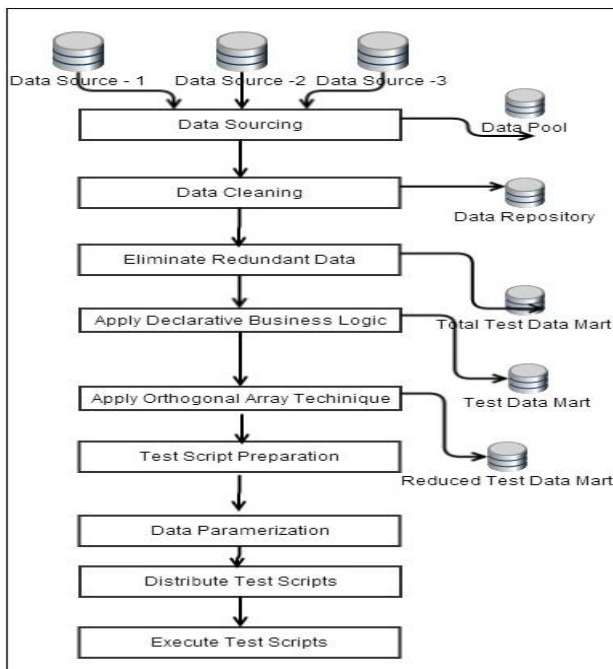 Data Source - 1
Data Source -2
Data Source -3
Data Sourcing
Data Pool
Data Cleaning
Data Repository
Eliminate Redundant Data
Total Test Data Mart
Apply Declarative Business Logic
Test Data Mart
Apply Orthogonal Array Techinique
Reduced Test Data Mart
Test Script Preparation
Data Paramerization
Distribute Test Scripts
Execute Test Scripts